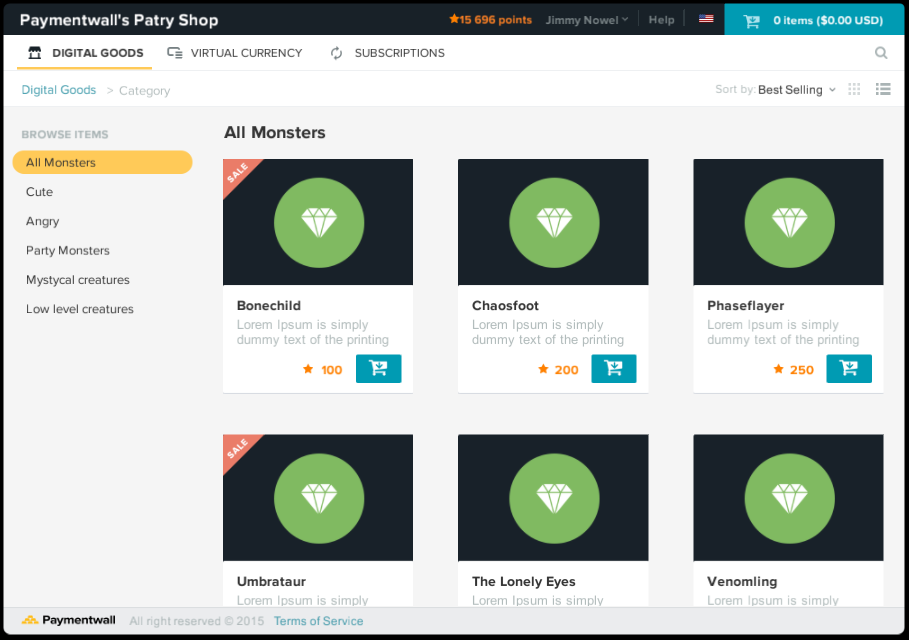 Paymentwall's Patry Shop
15 696 points Jimmy Nowel Help 0 items ($0.00 USD)
DIGITAL GOODS VIRTUAL CURRENCY SUBSCRIPTIONS
Digital Goods > Category
Sort by: Best Selling
BROWSE ITEMS
All Monsters
Cute
Angry
Party Monsters
Mystycal creatures
Low level creatures
All Monsters
SALE
Bonechild
Lorem Ipsum is simply
dummy text of the printing
100
Chaosfoot
Lorem Ipsum is simply
dummy text of the printing
200
Phaseflayer
Lorem Ipsum is simply
dummy text of the printing
250
SALE
Umbrataur
Lorem Ipsum is simply
The Lonely Eyes
Lorem Ipsum is simply
Venomling
Lorem Ipsum is simply
Paymentwall All right reserved © 2015 Terms of Service